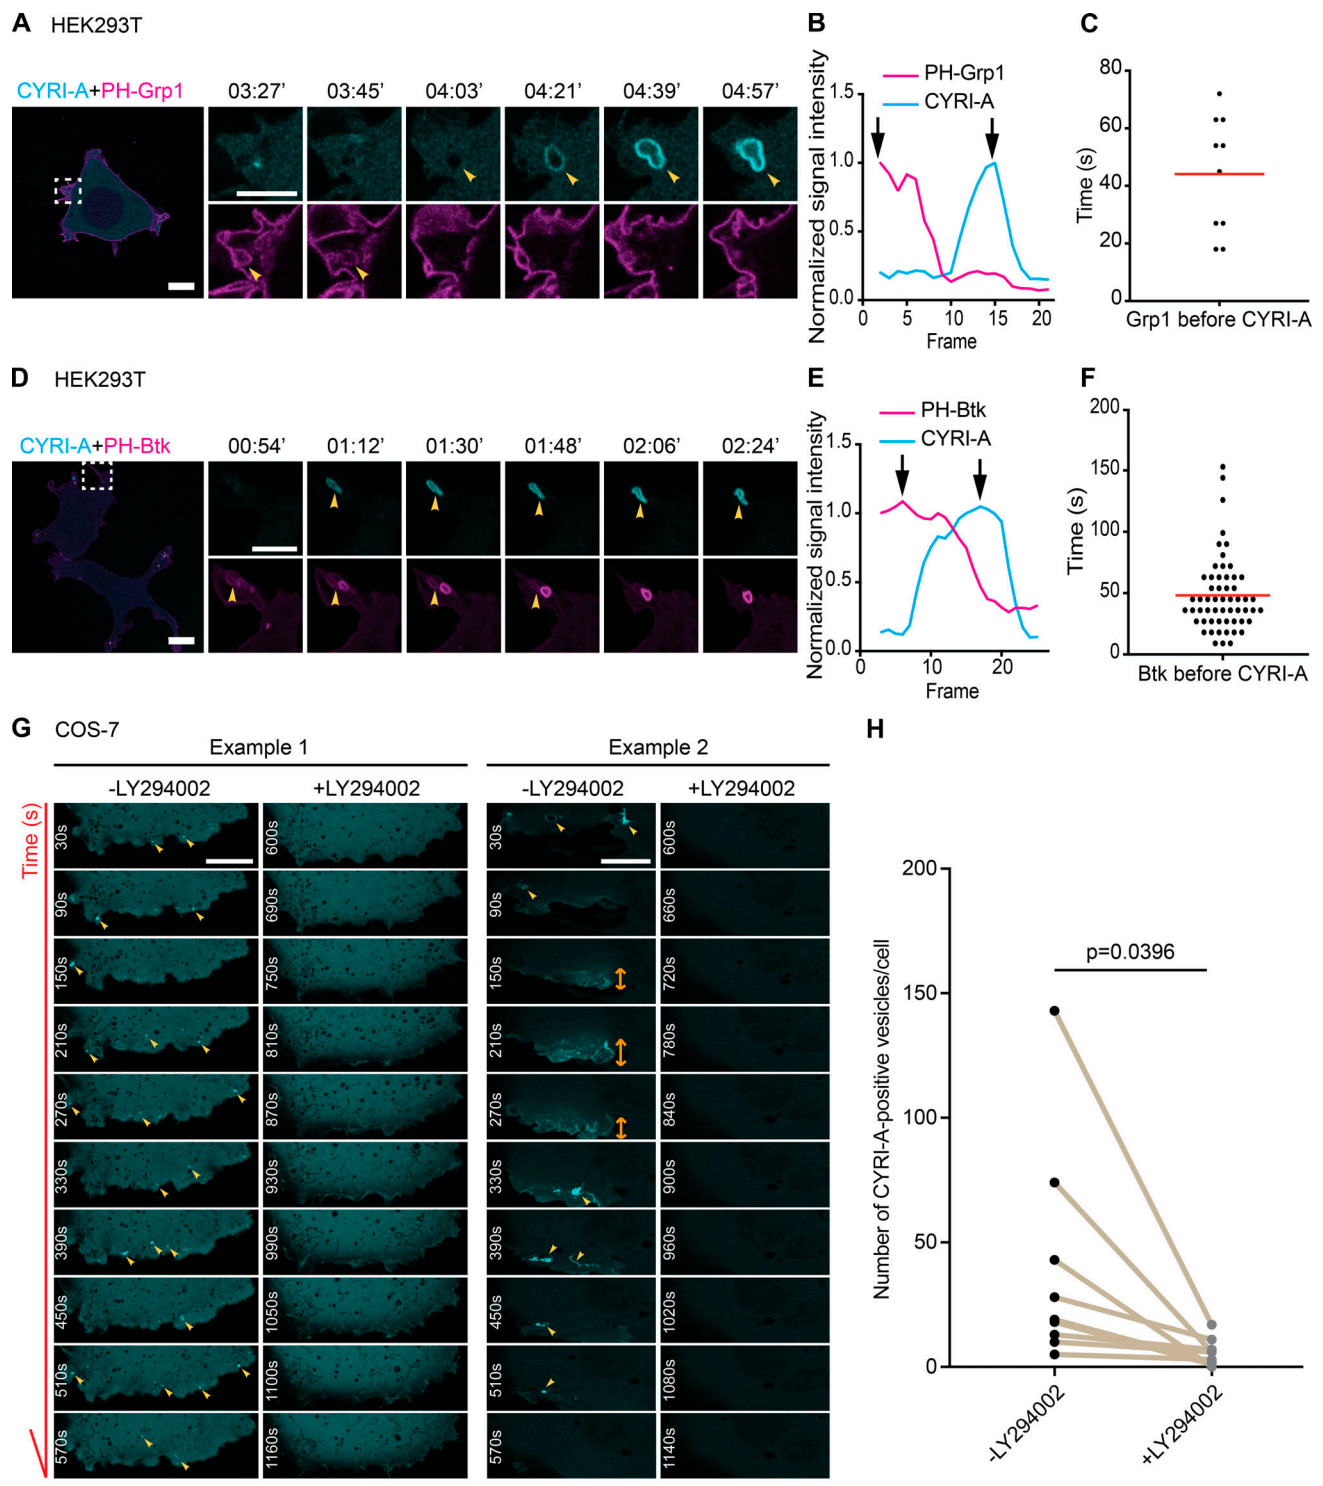 A HEK293T
CYRI-A+PH-Grp1
03:27' 03:45' 04:03' 04:21' 04:39' 04:57'
B
PH-Grp1
CYRI-A
Normalized signal intensity
1.5
1.0
0.5
0.0
0 5 10 15 20
Frame
C
Time (s)
80
60
40
20
0
Grp1 before CYRI-A
D HEK293T
CYRI-A+PH-Btk
00:54' 01:12' 01:30' 01:48' 02:06' 02:24'
E
PH-Btk
CYRI-A
Normalized signal intensity
1.5
1.0
0.5
0.0
0 10 20
Frame
F
Time (s)
200
150
100
50
0
Btk before CYRI-A
G COS-7
Example 1
Example 2
-LY294002 +LY294002
-LY294002 +LY294002
Time (s)
30s 600s 30s 600s
90s 690s 90s 660s
150s 750s 150s 720s
210s 810s 210s 780s
270s 870s 270s 840s
330s 930s 330s 900s
390s 990s 390s 960s
450s 1050s 450s 1020s
510s 1100s 510s 1080s
570s 1160s 570s 1140s
H
Number of CYRI-A-positive vesicles/cell
200
150
100
50
0
p=0.0396
-LY294002
+LY294002